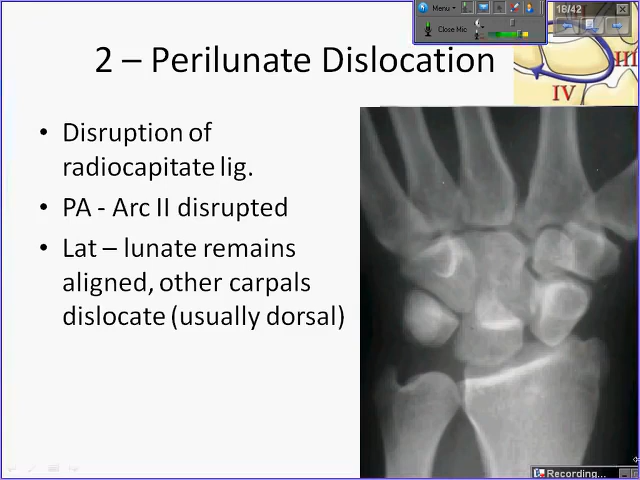 Menu
18/42
Close Mic
2 – Perilunate Dislocation
III
IV
• Disruption of
radiocapitate lig.
• PA - Arc II disrupted
• Lat – lunate remains
aligned, other carpals
dislocate (usually dorsal)
Recording...